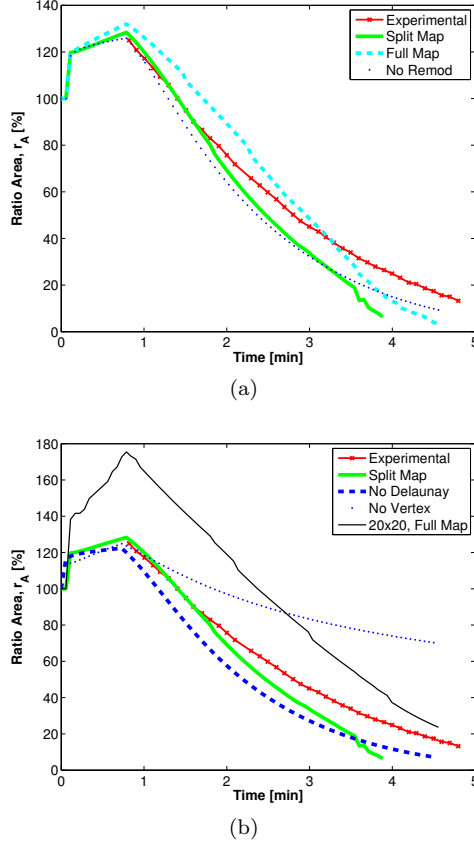 140
120
100
80
60
40
20
0
Ratio Area, r_A [%]
Experimental
Split Map
Full Map
No Remod
0 1 2 3 4 5
Time [min]
(a)
180
160
140
120
100
80
60
40
20
0
Ratio Area, r_A [%]
Experimental
Split Map
No Delaunay
No Vertex
20x20, Full Map
0 1 2 3 4 5
Time [min]
(b)